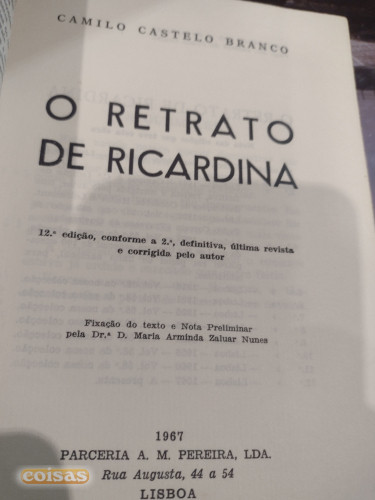 CAMILO CASTELO BRANCO
O RETRATO
DE RICARDINA
12.ª edição, conforme a 2.ª, definitiva, última revista
e corrigida pelo autor
Fixação do texto e Nota Preliminar
pela Dr.ª D. Maria Arminda Zaluar Nunes
1967
PARCERIA A. M. PEREIRA, LDA.
Rua Augusta, 44 a 54
LISBOA
coisas